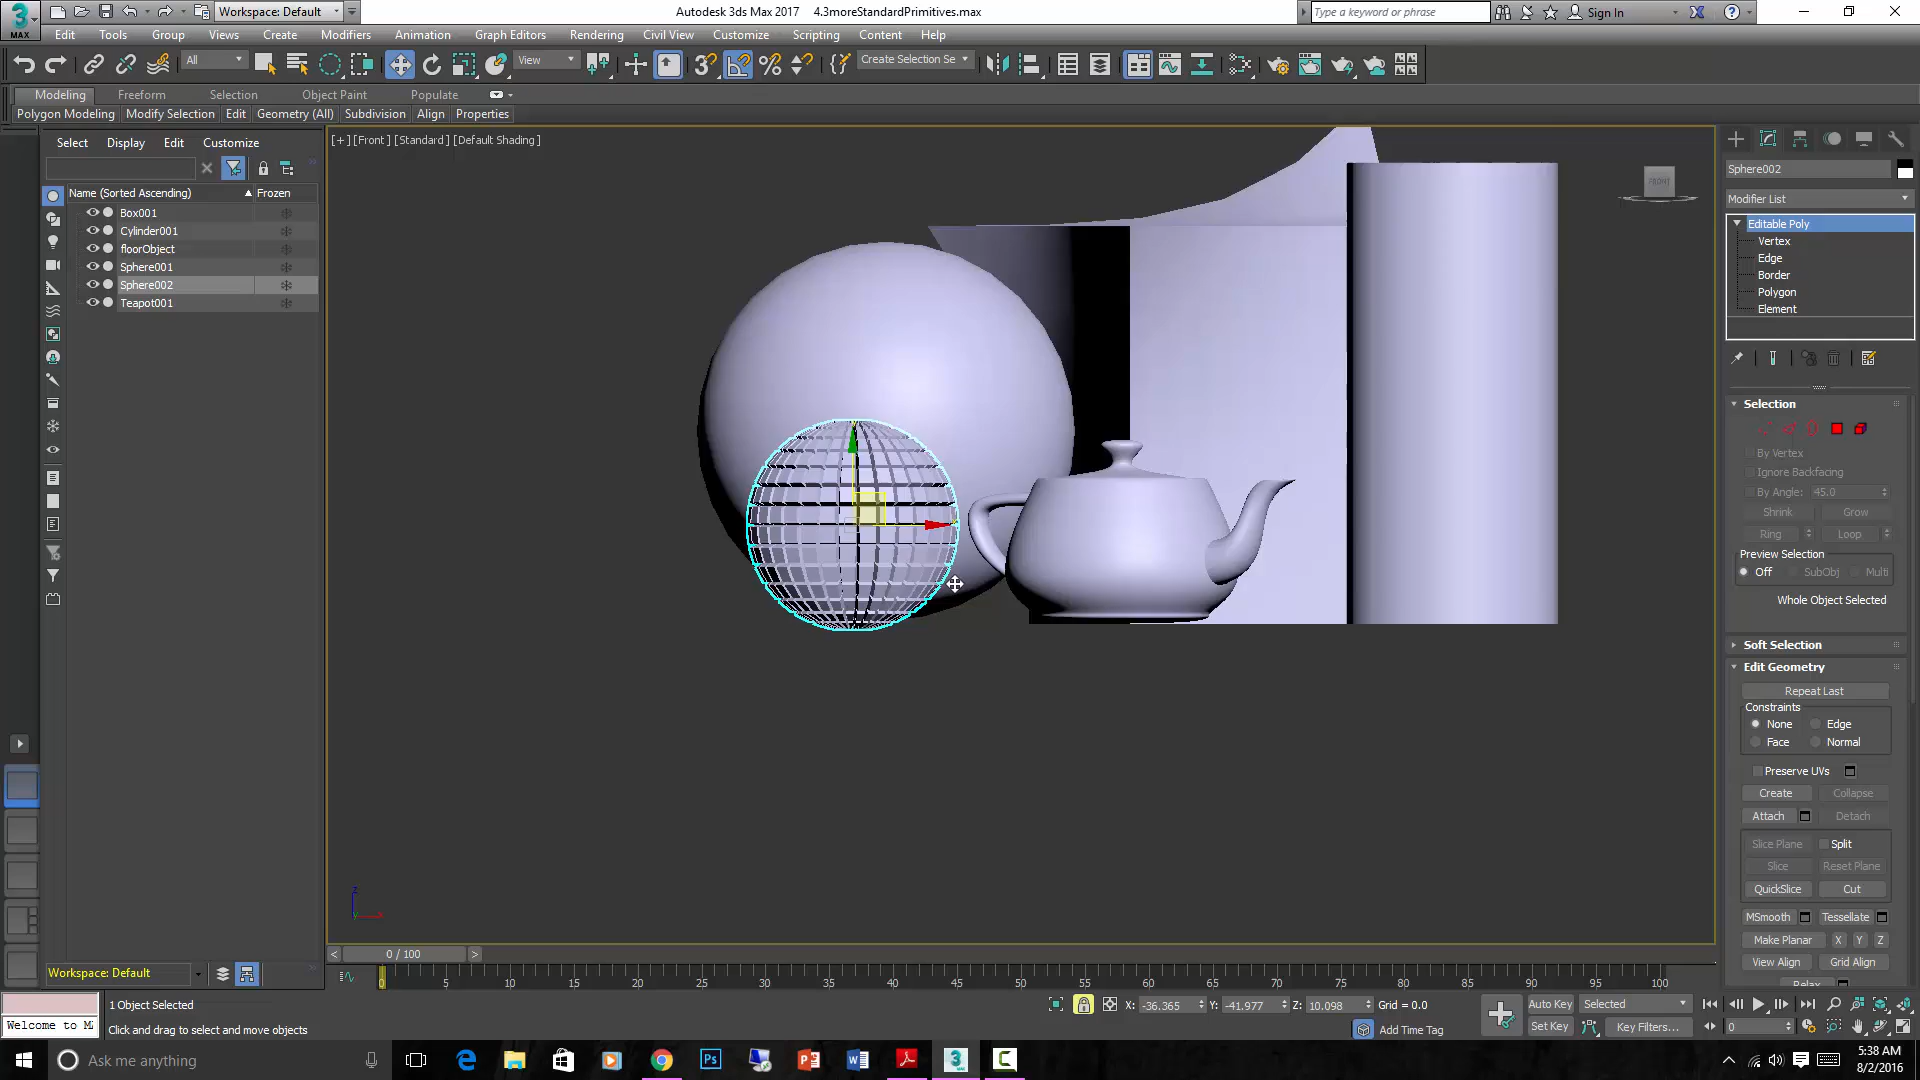 Workspace: Default
Autodesk 3ds Max 2017    4.3moreStandardPrimitives.max
Type a keyword or phrase
Sign In
MAX
Edit Tools Group Views Create Modifiers Animation Graph Editors Rendering Civil View Customize Scripting Content Help
All
View
Create Selection Se
Modeling Freeform Selection Object Paint Populate
Polygon Modeling Modify Selection Edit Geometry (All) Subdivision Align Properties
Select Display Edit Customize
Name (Sorted Ascending) Frozen
Box001
Cylinder001
floorObject
Sphere001
Sphere002
Teapot001
[+] [Front] [Standard] [Default Shading]
FRONT
Sphere002
Modifier List
Editable Poly
Vertex
Edge
Border
Polygon
Element
Selection
By Vertex
Ignore Backfacing
By Angle: 45.0
Shrink Grow
Ring Loop
Preview Selection
Off SubObj Multi
Whole Object Selected
Soft Selection
Edit Geometry
Repeat Last
Constraints
None Edge
Face Normal
Preserve UVs
Create Collapse
Attach Detach
Slice Plane Split
Slice Reset Plane
QuickSlice Cut
MSmooth Tessellate
Make Planar X Y Z
View Align Grid Align
Relax
z
x
y
< 0 / 100 >
0 5 10 15 20 25 30 35 40 45 50 55 60 65 70 75 80 85 90 95 100
Workspace: Default
Welcome to M
1 Object Selected
Click and drag to select and move objects
X: -36.365 Y: -41.977 Z: 10.098 Grid = 0.0
Add Time Tag
Auto Key Selected
Set Key Key Filters...
0
Ask me anything
5:38 AM
8/2/2016